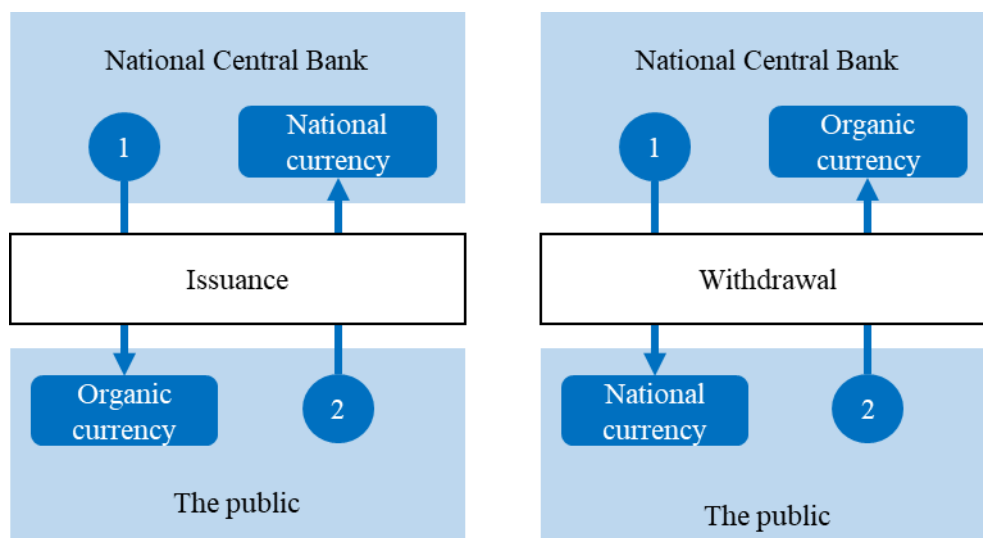 National Central Bank
1
National
currency
Issuance
Organic
currency
2
The public
National Central Bank
1
Organic
currency
Withdrawal
National
currency
2
The public